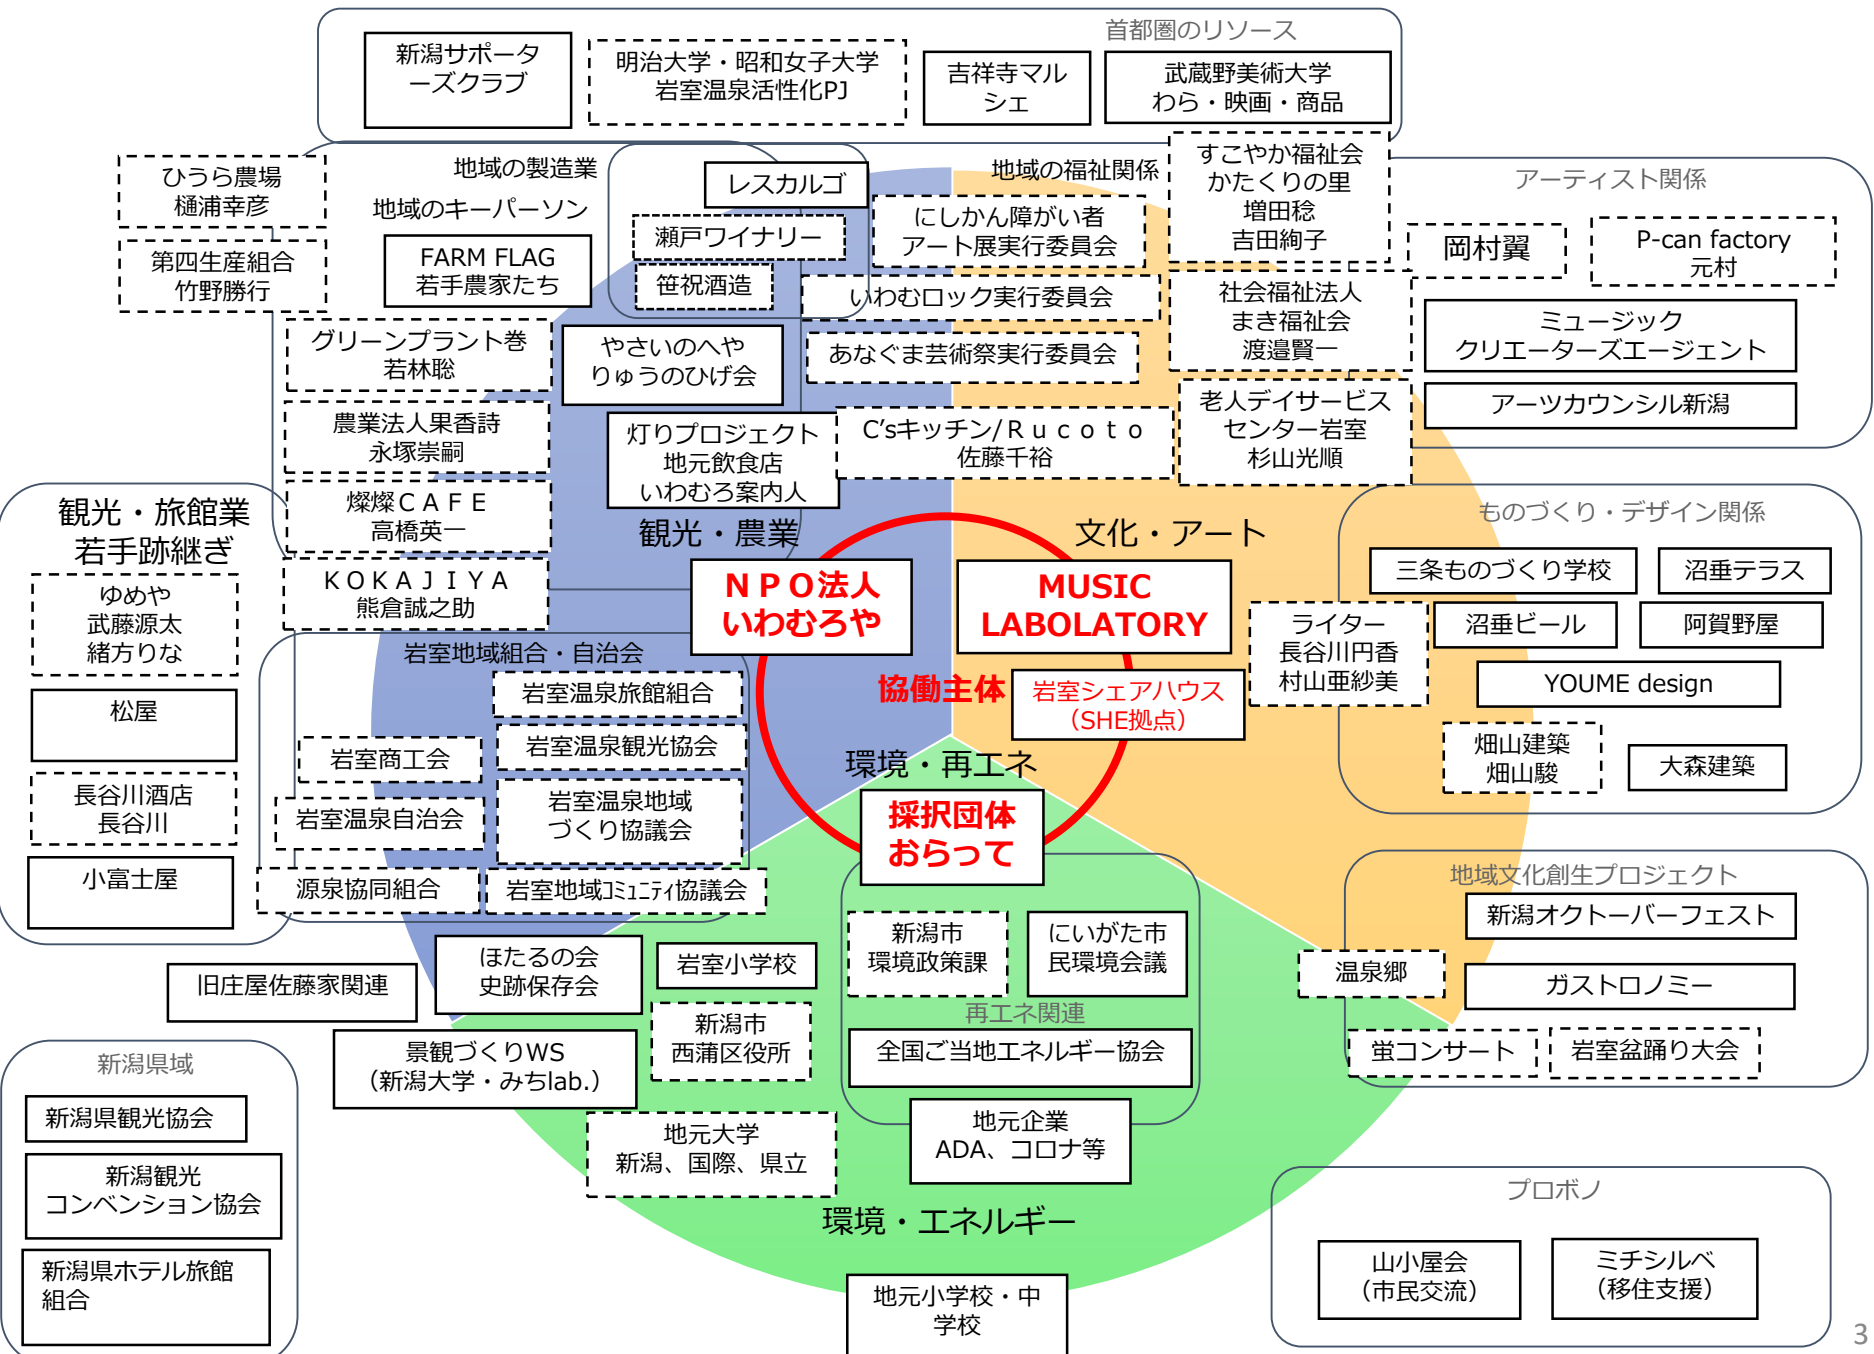 首都圏のリソース
新潟サポータ
ーズクラブ
明治大学・昭和女子大学
岩室温泉活性化PJ
吉祥寺マル
シェ
武蔵野美術大学
わら・映画・商品
ひうら農場
樋浦幸彦
第四生産組合
竹野勝行
地域の製造業
地域のキーパーソン
FARM FLAG
若手農家たち
レスカルゴ
瀬戸ワイナリー
笹祝酒造
地域の福祉関係
にしかん障がい者
アート展実行委員会
いわむロック実行委員会
あなぐま芸術祭実行委員会
すこやか福祉会
かたくりの里
増田稔
吉田絢子
社会福祉法人
まき福祉会
渡邉賢一
老人デイサービス
センター岩室
杉山光順
アーティスト関係
岡村翼
P-can factory
元村
ミュージック
クリエーターズエージェント
アーツカウンシル新潟
グリーンプラント巻
若林聡
やさいのへや
りゅうのひげ会
農業法人果香詩
永塚崇嗣
灯りプロジェクト
地元飲食店
いわむろ案内人
C'sキッチン/Ｒｕｃｏｔｏ
佐藤千裕
燦燦ＣＡＦＥ
高橋英一
ＫＯＫＡＪＩＹＡ
熊倉誠之助
観光・旅館業
若手跡継ぎ
ゆめや
武藤源太
緒方りな
松屋
長谷川酒店
長谷川
小富士屋
観光・農業
文化・アート
ＮＰＯ法人
いわむろや
MUSIC
LABOLATORY
協働主体
岩室シェアハウス
（SHE拠点）
環境・再エネ
採択団体
おらって
岩室地域組合・自治会
岩室温泉旅館組合
岩室商工会
岩室温泉観光協会
岩室温泉自治会
岩室温泉地域
づくり協議会
源泉協同組合
岩室地域ｺﾐｭﾆﾃｨ協議会
ものづくり・デザイン関係
三条ものづくり学校
沼垂テラス
ライター
長谷川円香
村山亜紗美
沼垂ビール
阿賀野屋
YOUME design
畑山建築
畑山駿
大森建築
地域文化創生プロジェクト
新潟オクトーバーフェスト
温泉郷
ガストロノミー
蛍コンサート
岩室盆踊り大会
旧庄屋佐藤家関連
ほたるの会
史跡保存会
岩室小学校
新潟市
環境政策課
にいがた市
民環境会議
再エネ関連
全国ご当地エネルギー協会
景観づくりWS
（新潟大学・みちlab.）
新潟市
西蒲区役所
地元大学
新潟、国際、県立
地元企業
ADA、コロナ等
環境・エネルギー
地元小学校・中
学校
新潟県域
新潟県観光協会
新潟観光
コンベンション協会
新潟県ホテル旅館
組合
プロボノ
山小屋会
（市民交流）
ミチシルベ
（移住支援）
3